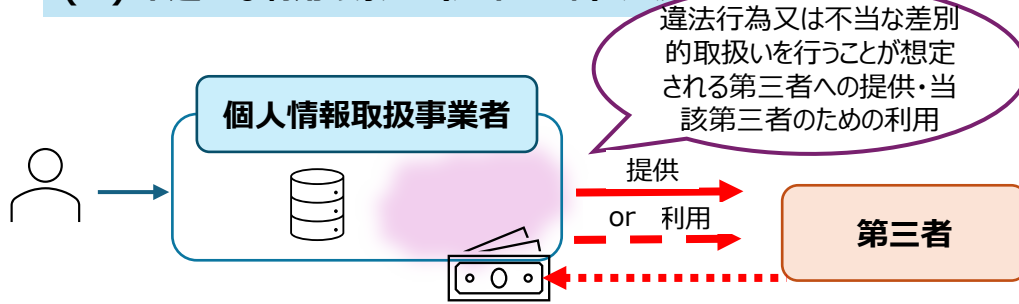 違法行為又は不当な差別
的取扱いを行うことが想定
される第三者への提供・当
該第三者のための利用
個人情報取扱事業者
提供
or 利用
第三者